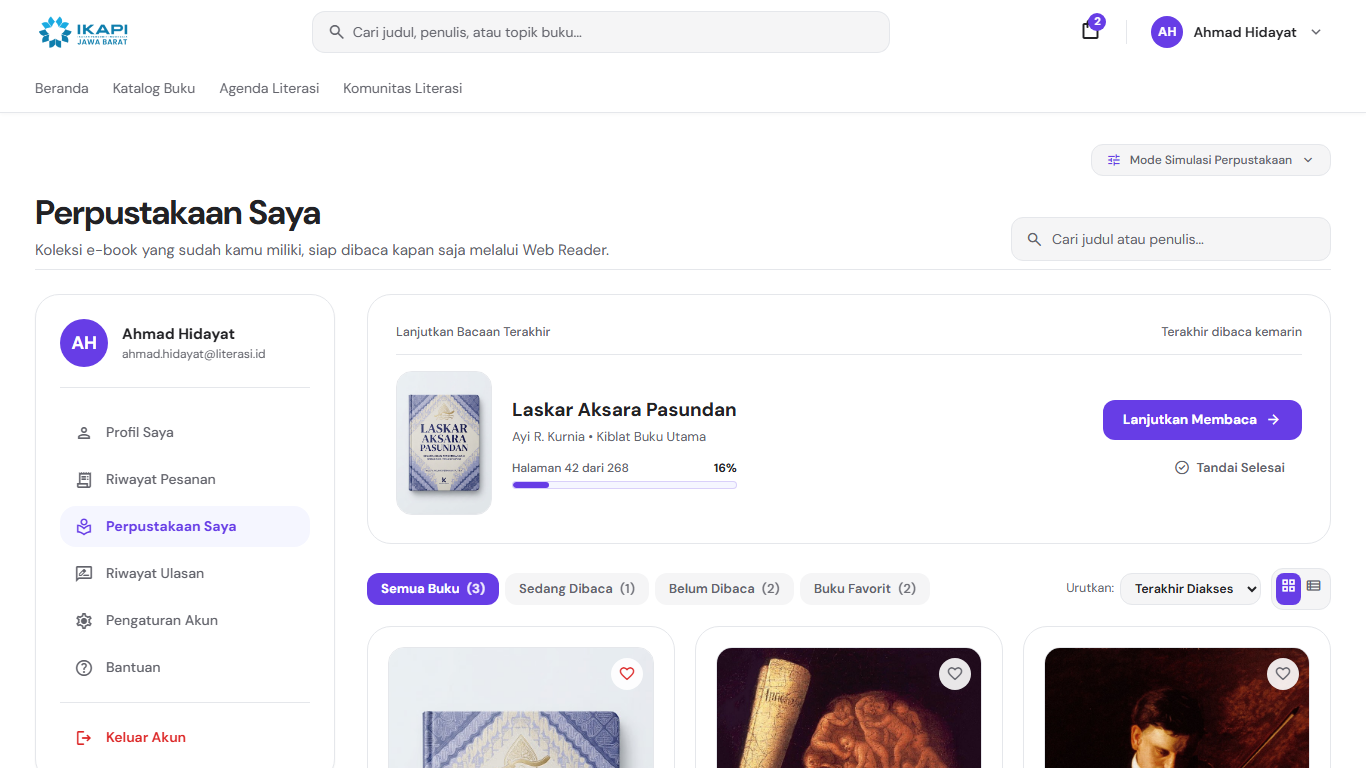 IKAPI
JAWA BARAT
Cari judul, penulis, atau topik buku...
2
AH
Ahmad Hidayat
Beranda
Katalog Buku
Agenda Literasi
Komunitas Literasi
Mode Simulasi Perpustakaan
Perpustakaan Saya
Koleksi e-book yang sudah kamu miliki, siap dibaca kapan saja melalui Web Reader.
Cari judul atau penulis...
AH
Ahmad Hidayat
ahmad.hidayat@literasi.id
Profil Saya
Riwayat Pesanan
Perpustakaan Saya
Riwayat Ulasan
Pengaturan Akun
Bantuan
Keluar Akun
Lanjutkan Bacaan Terakhir
Terakhir dibaca kemarin
LASKAR
AKSARA
PASUNDAN
Laskar Aksara Pasundan
Ayi R. Kurnia • Kiblat Buku Utama
Halaman 42 dari 268
16%
Lanjutkan Membaca
Tandai Selesai
Semua Buku (3)
Sedang Dibaca (1)
Belum Dibaca (2)
Buku Favorit (2)
Urutkan:
Terakhir Diakses